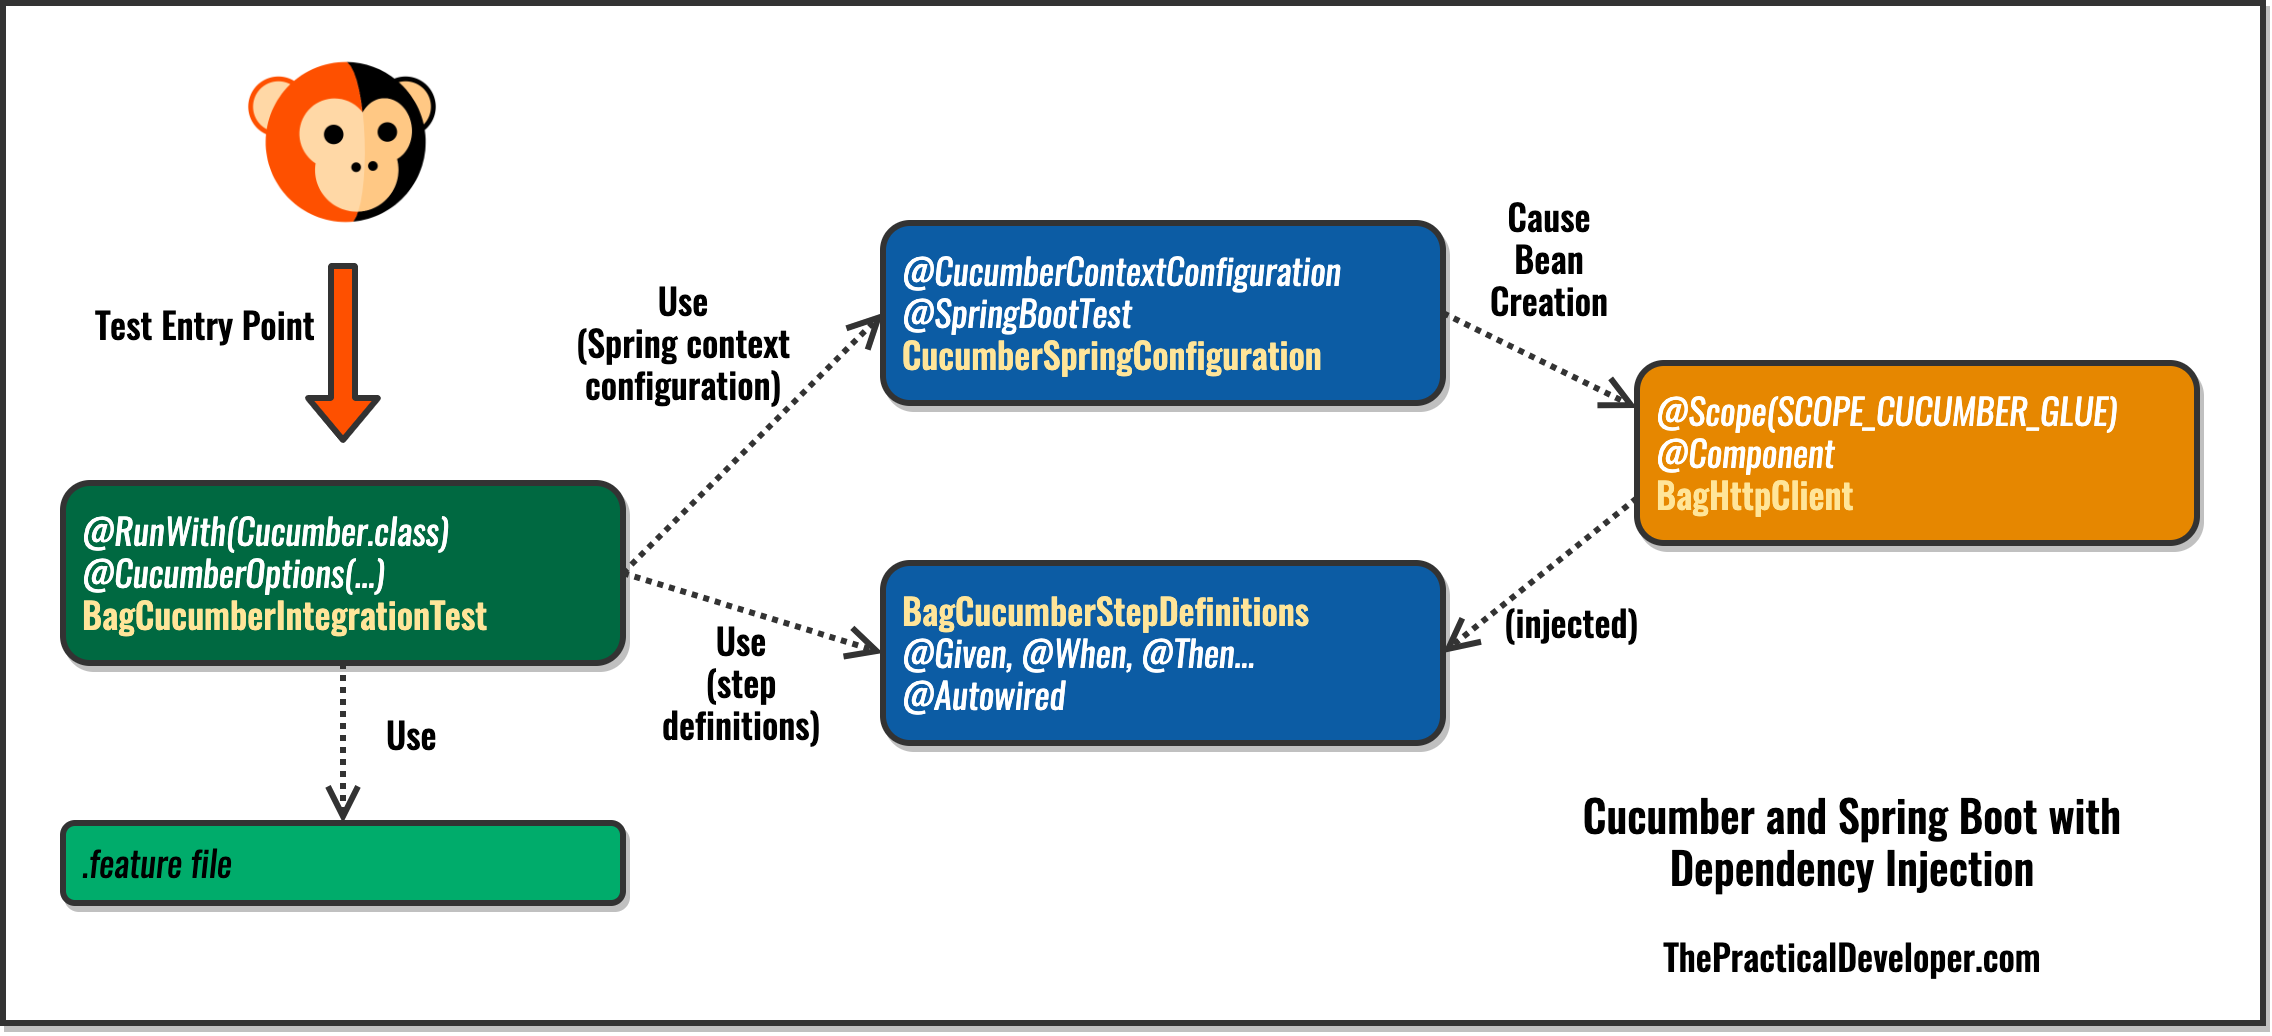 Test Entry Point
@RunWith(Cucumber.class)
@CucumberOptions(...)
BagCucumberIntegrationTest
Use
.feature file
Use
(Spring context
configuration)
Use
(step
definitions)
@CucumberContextConfiguration
@SpringBootTest
CucumberSpringConfiguration
BagCucumberStepDefinitions
@Given, @When, @Then...
@Autowired
Cause
Bean
Creation
@Scope(SCOPE_CUCUMBER_GLUE)
@Component
BagHttpClient
(injected)
Cucumber and Spring Boot with
Dependency Injection
ThePracticalDeveloper.com